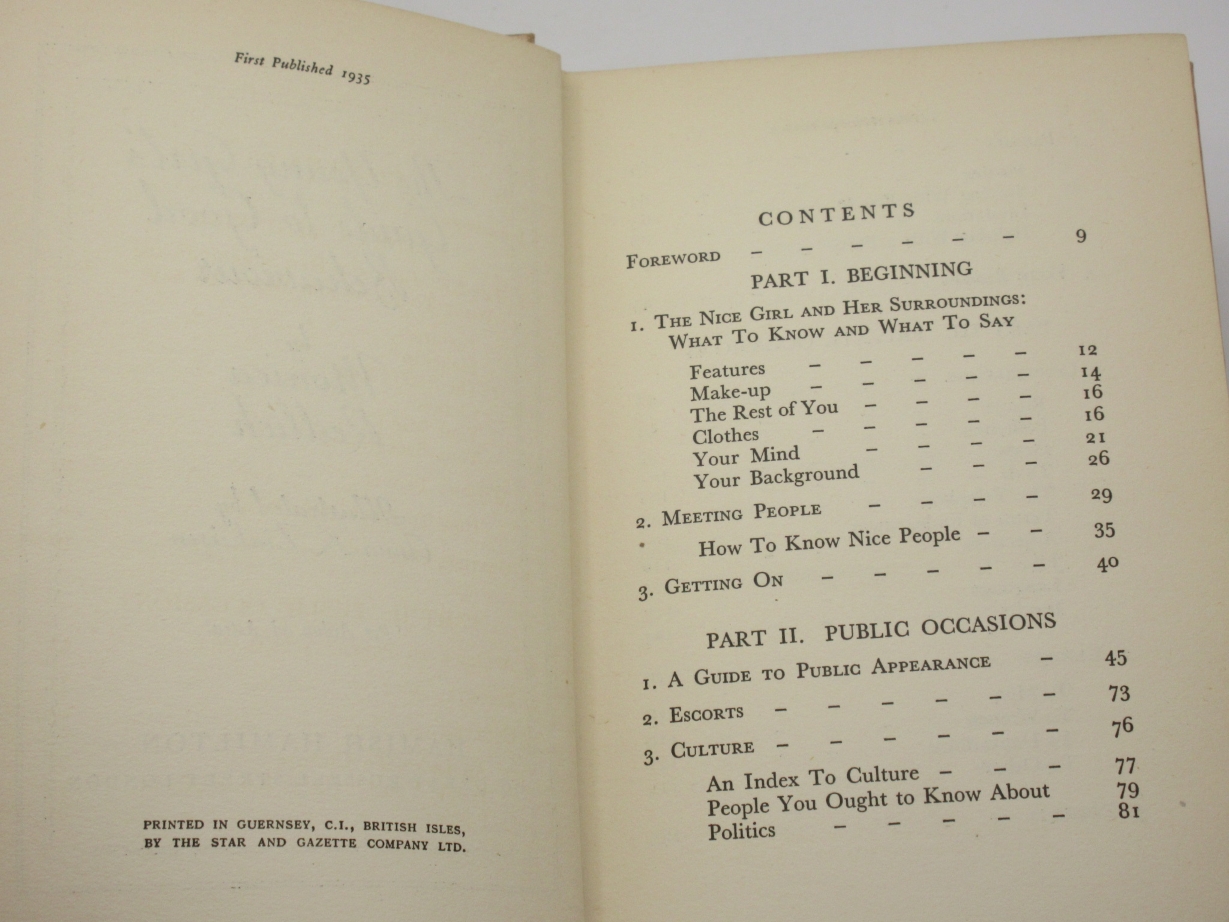 First Published 1935
PRINTED IN GUERNSEY, C.I., BRITISH ISLES,
BY THE STAR AND GAZETTE COMPANY LTD.
CONTENTS
FOREWORD – – – – – – 9
PART I. BEGINNING
1. THE NICE GIRL AND HER SURROUNDINGS:
WHAT TO KNOW AND WHAT TO SAY
Features – – – – – 12
Make-up – – – – – 14
The Rest of You – – – – 16
Clothes – – – – – 16
Your Mind – – – – 21
Your Background – – – 26
2. MEETING PEOPLE – – – – 29
How To Know Nice People – – 35
3. GETTING ON – – – – – 40
PART II. PUBLIC OCCASIONS
1. A GUIDE TO PUBLIC APPEARANCE – 45
2. ESCORTS – – – – – – 73
3. CULTURE – – – – – – 76
An Index To Culture – – – 77
People You Ought to Know About 79
Politics – – – – – 81